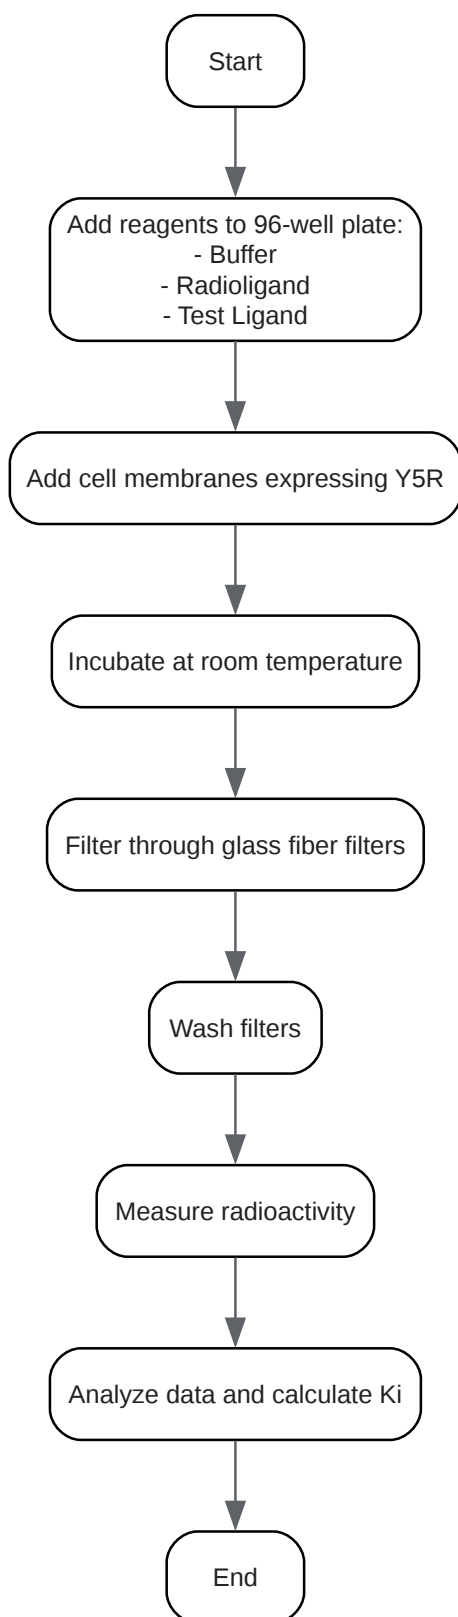 Start
Add reagents to 96-well plate:
- Buffer
- Radioligand
- Test Ligand
Add cell membranes expressing Y5R
Incubate at room temperature
Filter through glass fiber filters
Wash filters
Measure radioactivity
Analyze data and calculate Ki
End